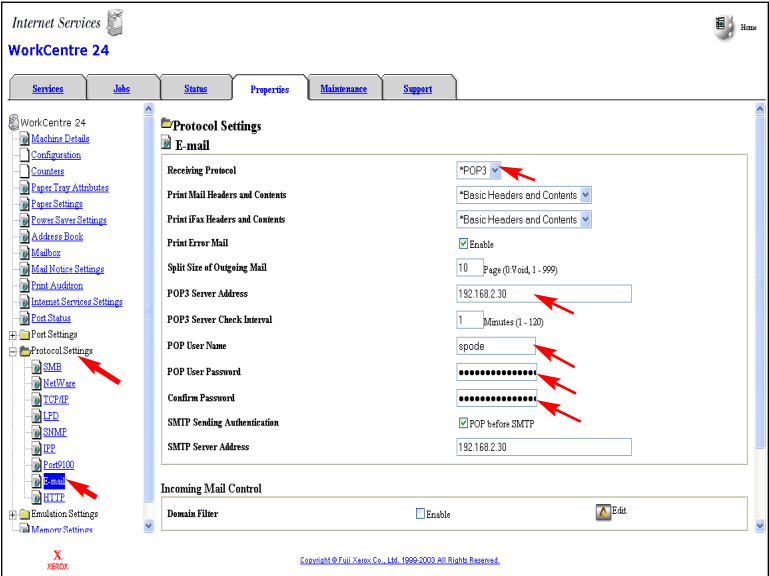 Internet Services
Home
WorkCentre 24
Services
Jobs
Status
Properties
Maintenance
Support
WorkCentre 24
Machine Details
Configuration
Counters
Paper Tray Attributes
Paper Settings
Power Saver Settings
Address Book
Mailbox
Mail Notice Settings
Print Auditron
Internet Services Settings
Port Status
Port Settings
Protocol Settings
SMB
NetWare
TCP/IP
LPD
SNMP
IPP
Port9100
E-mail
HTTP
Emulation Settings
Memory Settings
Protocol Settings
E-mail
Receiving Protocol *POP3
Print Mail Headers and Contents *Basic Headers and Contents
Print iFax Headers and Contents *Basic Headers and Contents
Print Error Mail Enable
Split Size of Outgoing Mail 10 Page (0:Void, 1 - 999)
POP3 Server Address 192.168.2.30
POP3 Server Check Interval 1 Minutes (1 - 120)
POP User Name spode
POP User Password •••••••••••••••
Confirm Password •••••••••••••••
SMTP Sending Authentication POP before SMTP
SMTP Server Address 192.168.2.30
Incoming Mail Control
Domain Filter Enable Edit
X
XEROX
Copyright © Fuji Xerox Co., Ltd. 1999-2003 All Rights Reserved.